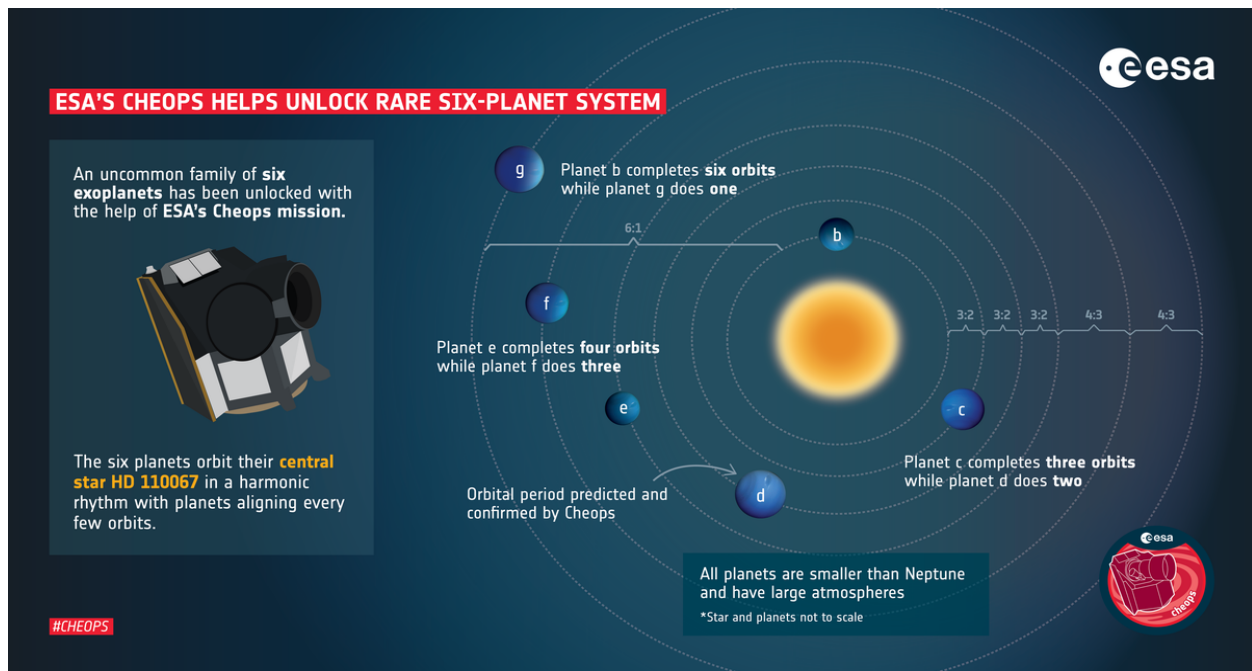 esa
ESA'S CHEOPS HELPS UNLOCK RARE SIX-PLANET SYSTEM
An uncommon family of six
exoplanets has been unlocked with
the help of ESA's Cheops mission.
The six planets orbit their central
star HD 110067 in a harmonic
rhythm with planets aligning every
few orbits.
#CHEOPS
g
Planet b completes six orbits
while planet g does one
6:1
b
f
3:2
3:2
3:2
4:3
4:3
Planet e completes four orbits
while planet f does three
e
c
Planet c completes three orbits
while planet d does two
Orbital period predicted and
confirmed by Cheops
d
All planets are smaller than Neptune
and have large atmospheres
*Star and planets not to scale
esa
cheops